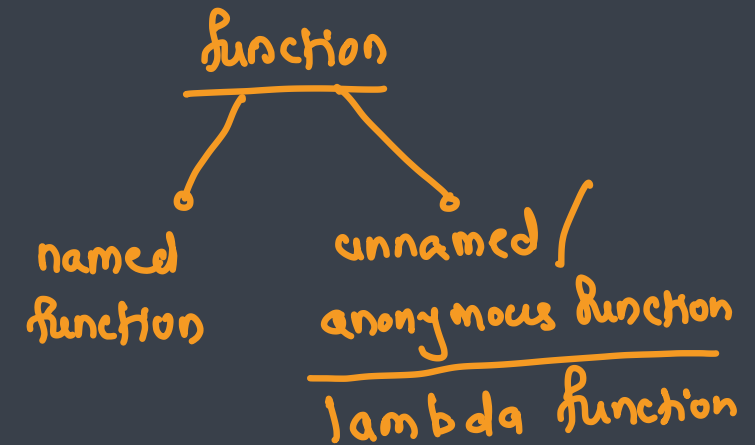 function
named
function
unnamed /
anonymous function
lambda function